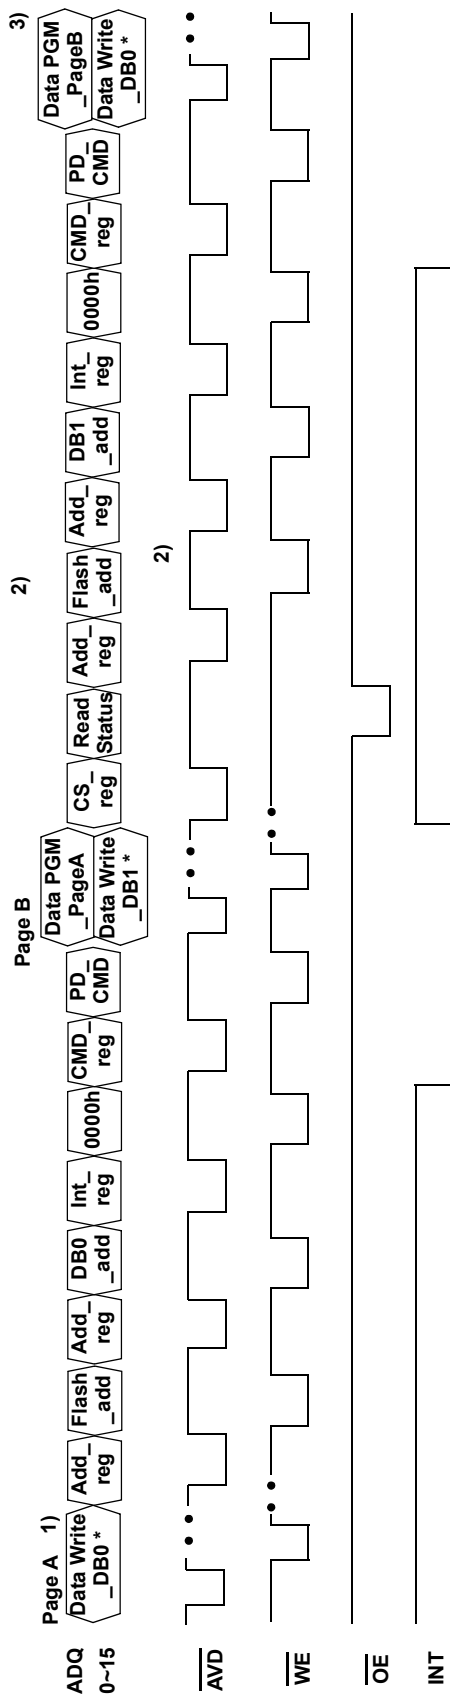 Page A 1)
Page B
2)
3)
ADQ
0~15
Data Write
_DB0 *
Add_
reg
Flash
_add
Add_
reg
DB0
_add
Int_
reg
0000h
CMD_
reg
PD_
CMD
Data PGM
_PageA
Data Write
_DB1 *
CS_
reg
Read
Status
Add_
reg
Flash
_add
Add_
reg
DB1
_add
Int_
reg
0000h
CMD_
reg
PD_
CMD
Data PGM
_PageB
Data Write
_DB0 *
2)
AVD
WE
OE
INT